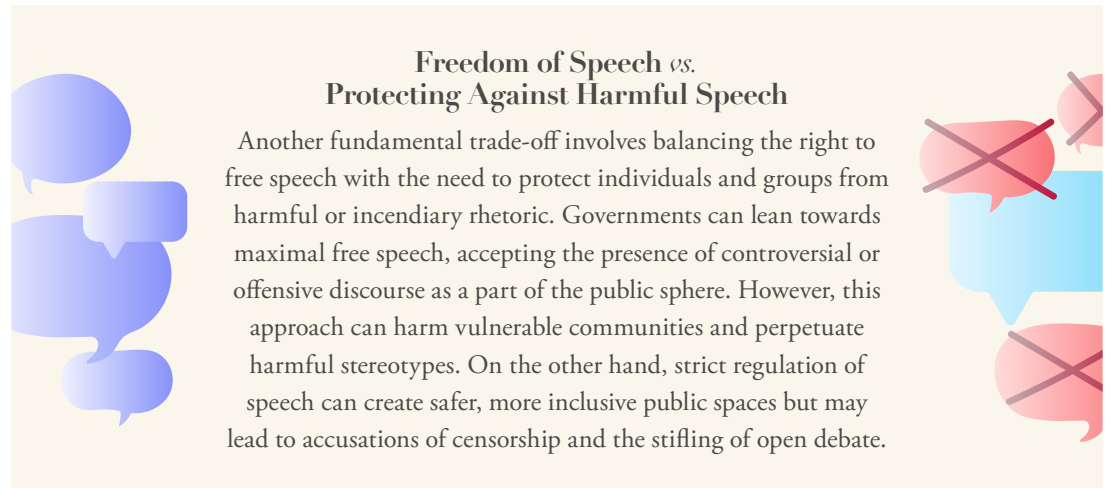 Freedom of Speech vs.
Protecting Against Harmful Speech
Another fundamental trade-off involves balancing the right to
free speech with the need to protect individuals and groups from
harmful or incendiary rhetoric. Governments can lean towards
maximal free speech, accepting the presence of controversial or
offensive discourse as a part of the public sphere. However, this
approach can harm vulnerable communities and perpetuate
harmful stereotypes. On the other hand, strict regulation of
speech can create safer, more inclusive public spaces but may
lead to accusations of censorship and the stifling of open debate.